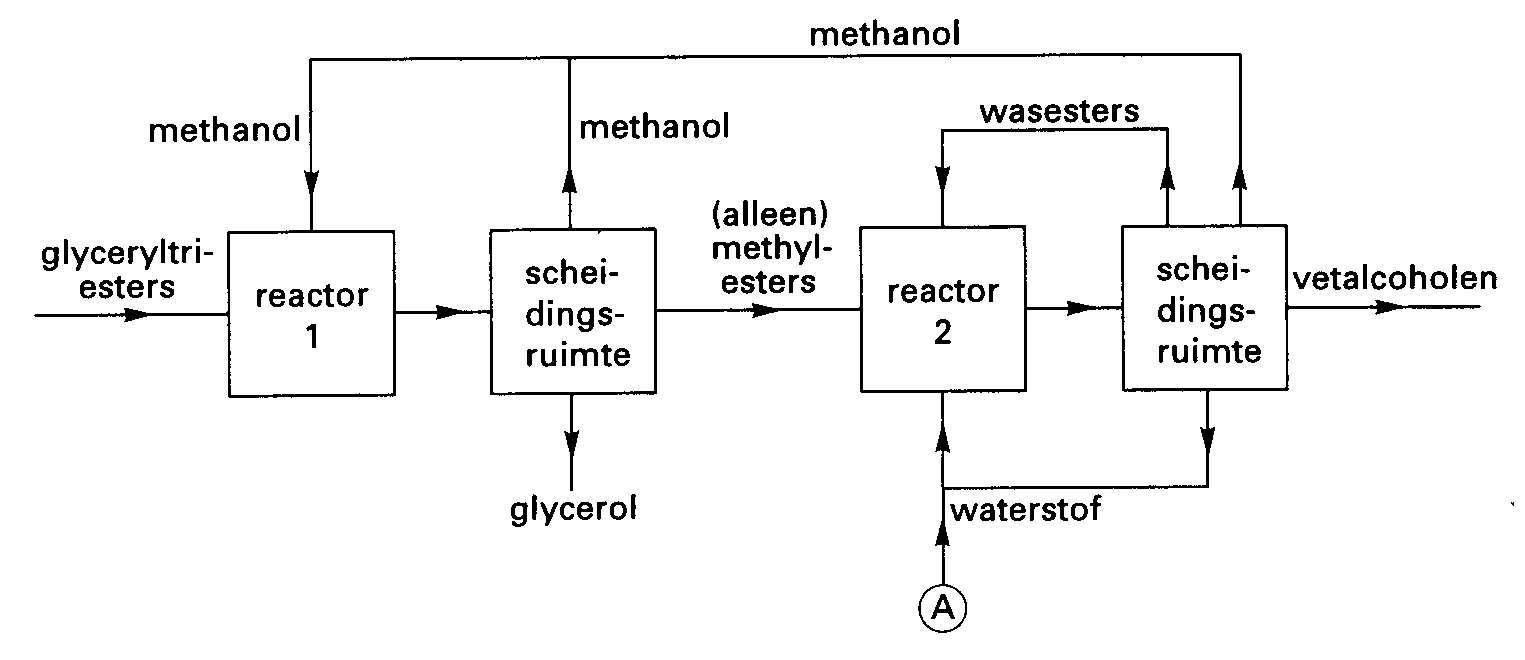 methanol
methanol
methanol
wasesters
glyceryltri-
esters
reactor
1
schei-
dings-
ruimte
(alleen)
methyl-
esters
reactor
2
schei-
dings-
ruimte
vetalcoholen
glycerol
waterstof
A